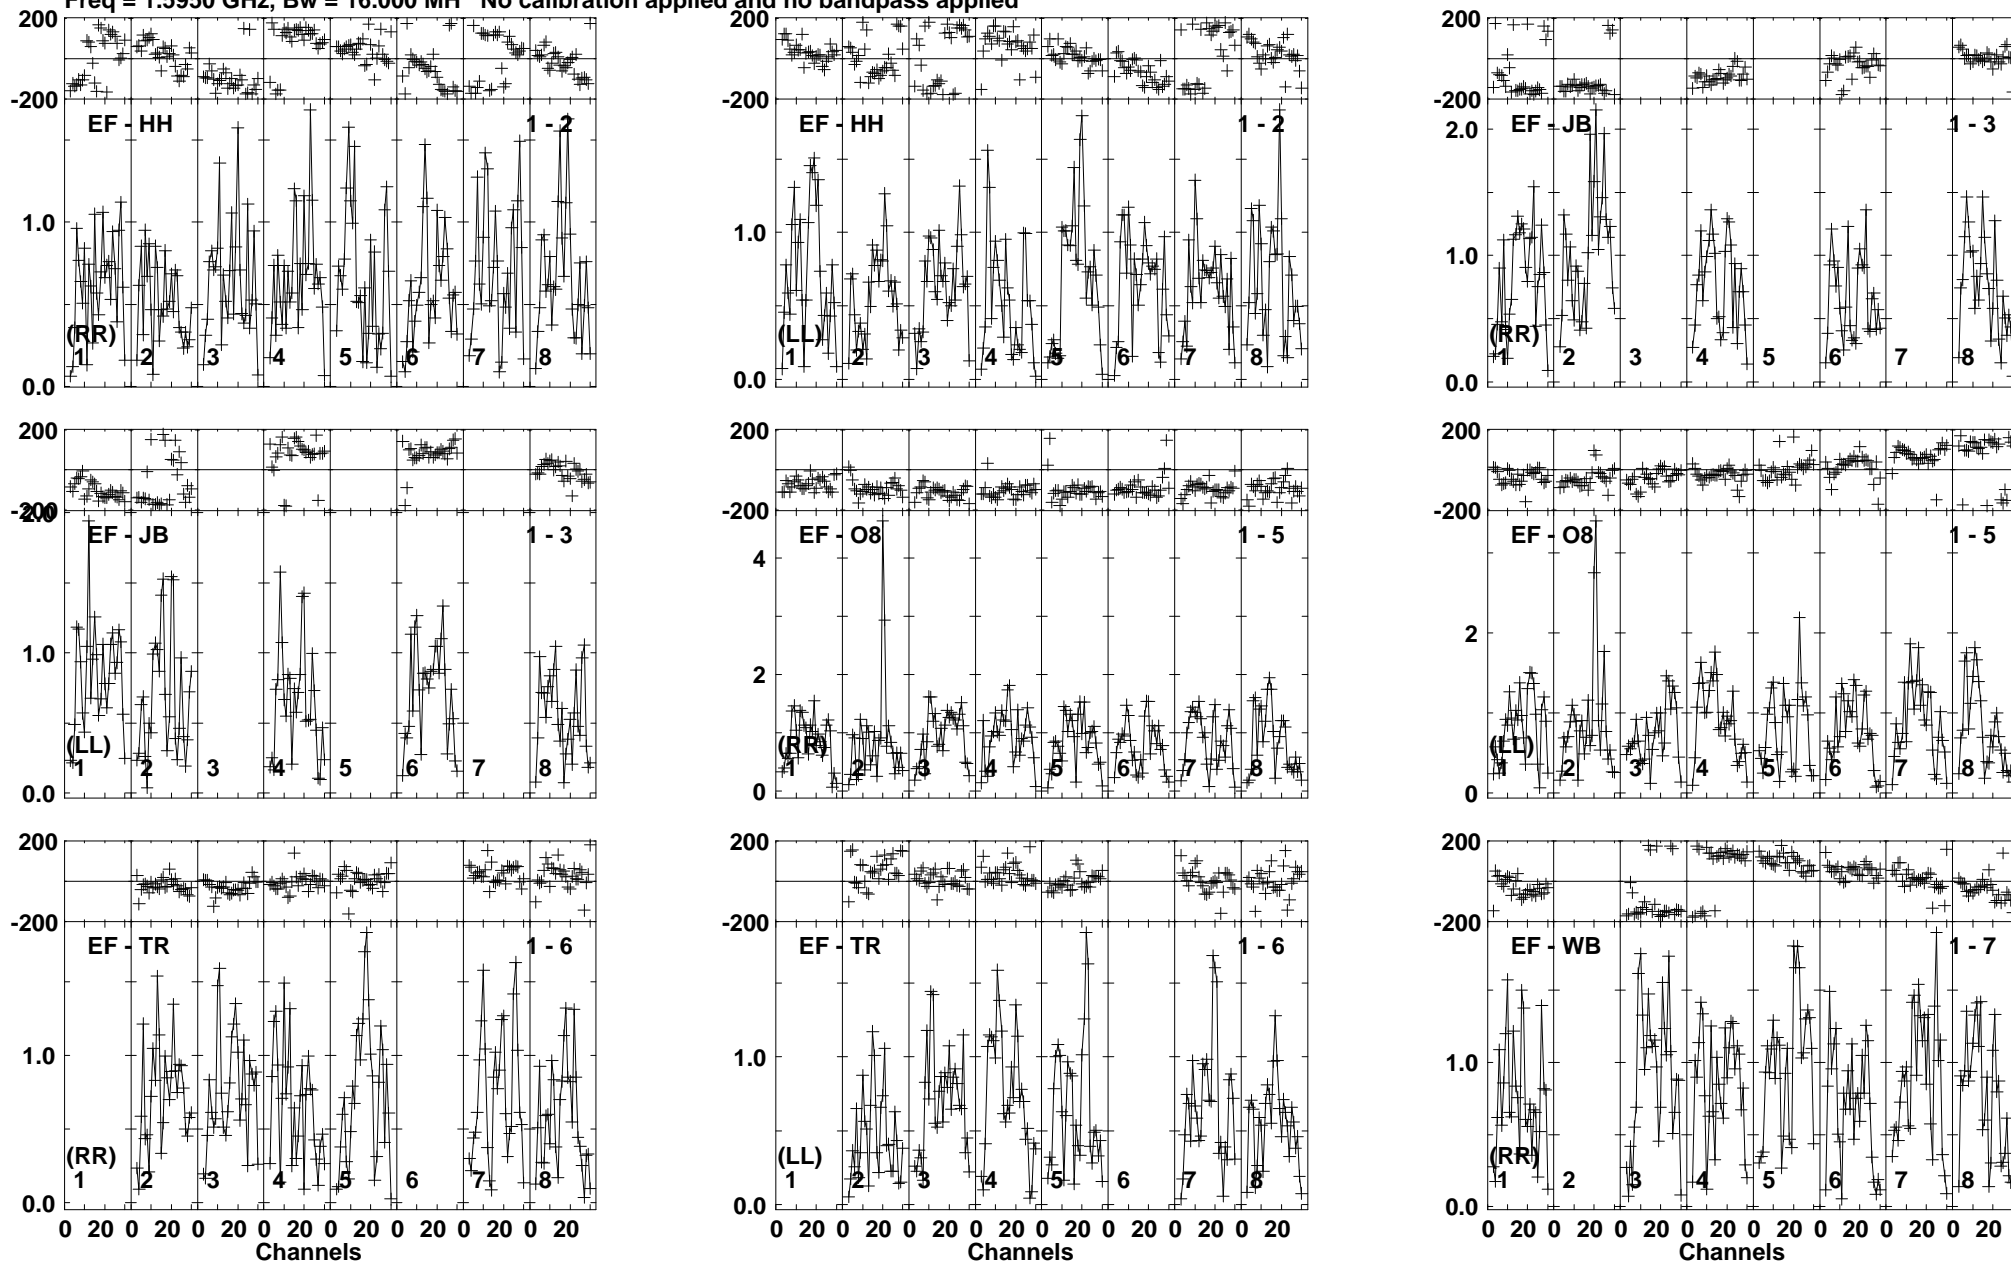 Freq = 1.5950 GHz, Bw = 16.000 MH No calibration applied and no bandpass applied
200
-200
EF - HH 1 - 2
1.0
(RR)
1 2 3 4 5 6 7 8
0.0
200
-200
EF - HH 1 - 2
1.0
(LL)
1 2 3 4 5 6 7 8
0.0
200
-200
EF - JB 1 - 3
2.0
1.0
(RR)
1 2 3 4 5 6 7 8
0.0
200
-200
2.0
EF - JB 1 - 3
1.0
(LL)
1 2 3 4 5 6 7 8
0.0
200
-200
EF - O8 1 - 5
4
2
(RR)
1 2 3 4 5 6 7 8
0
200
-200
EF - O8 1 - 5
2
(LL)
1 2 3 4 5 6 7 8
0
200
-200
EF - TR 1 - 6
1.0
(RR)
1 2 3 4 5 6 7 8
0.0
0 20 0 20 0 20 0 20 0 20 0 20 0 20 0 20
Channels
200
-200
EF - TR 1 - 6
1.0
(LL)
1 2 3 4 5 6 7 8
0.0
0 20 0 20 0 20 0 20 0 20 0 20 0 20 0 20
Channels
200
-200
EF - WB 1 - 7
1.0
(RR)
1 2 3 4 5 6 7 8
0.0
0 20 0 20 0 20 0 20 0 20 0 20 0 20 0 20
Channels